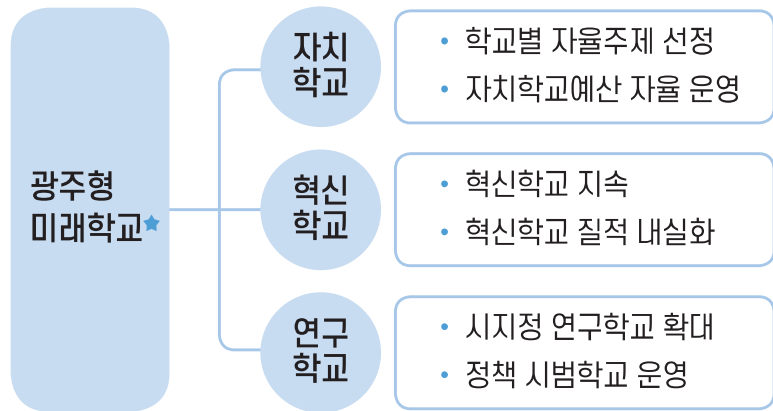 광주형
미래학교★
자치
학교
• 학교별 자율주제 선정
• 자치학교예산 자율 운영
혁신
학교
• 혁신학교 지속
• 혁신학교 질적 내실화
연구
학교
• 시지정 연구학교 확대
• 정책 시범학교 운영